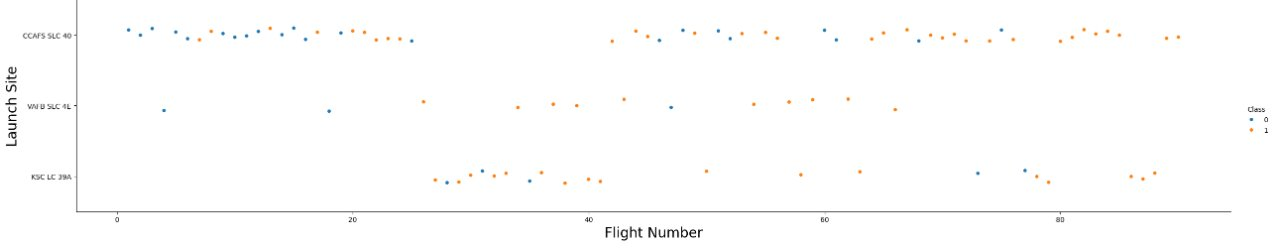 CCAFS SLC 40
VAFB SLC 4E
KSC LC 39A
Launch Site
0 20 40 60 80
Flight Number
Class
0
1